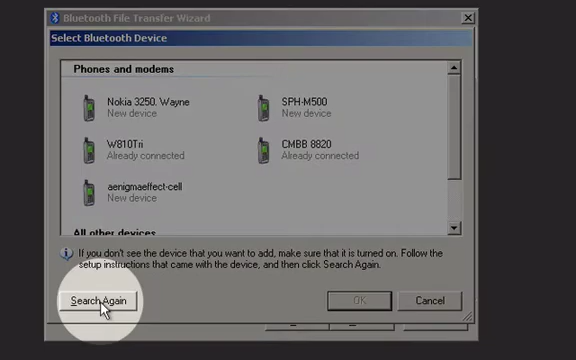 Bluetooth File Transfer Wizard
Select Bluetooth Device
Phones and modems
Nokia 3250, Wayne
New device
SPH-M500
New device
W810Tri
Already connected
CMBB 8820
Already connected
aenigmaeffect-cell
New device
All other devices
If you don't see the device that you want to add, make sure that it is turned on. Follow the
setup instructions that came with the device, and then click Search Again.
Search Again
OK
Cancel